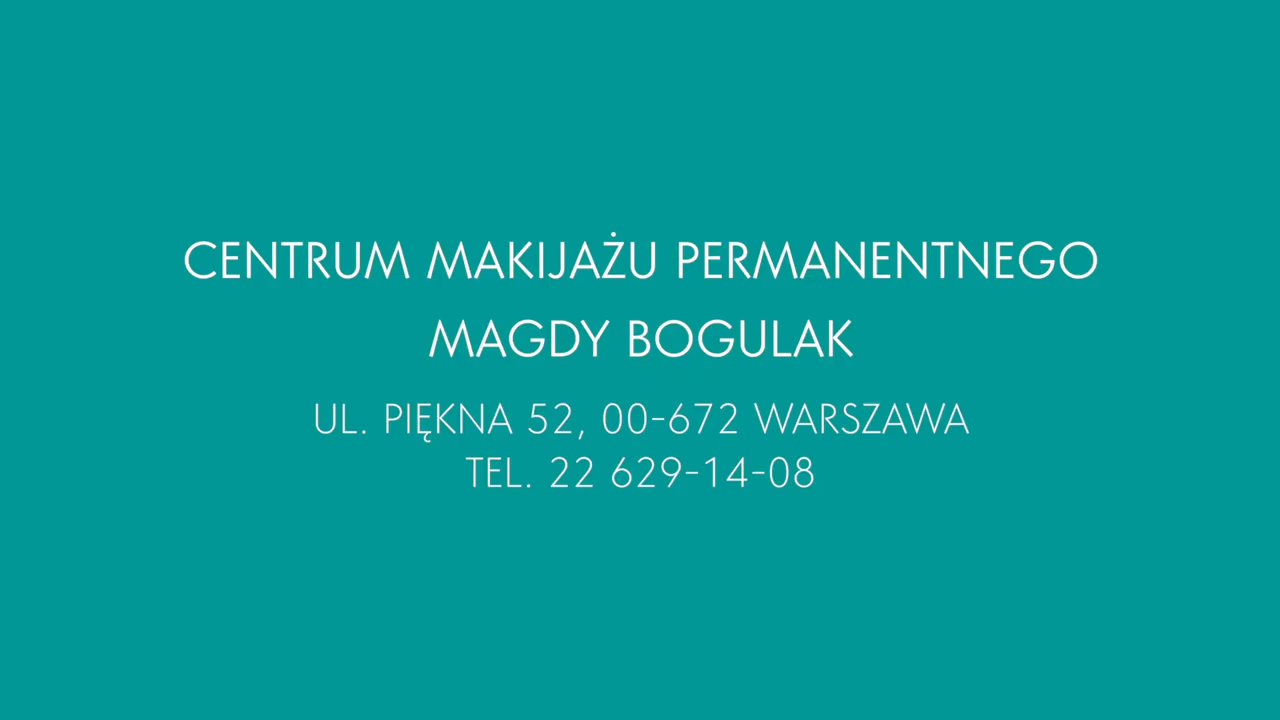 CENTRUM MAKIJAŻU PERMANENTNEGO
MAGDY BOGULAK
UL. PIĘKNA 52, 00-672 WARSZAWA
TEL. 22 629-14-08